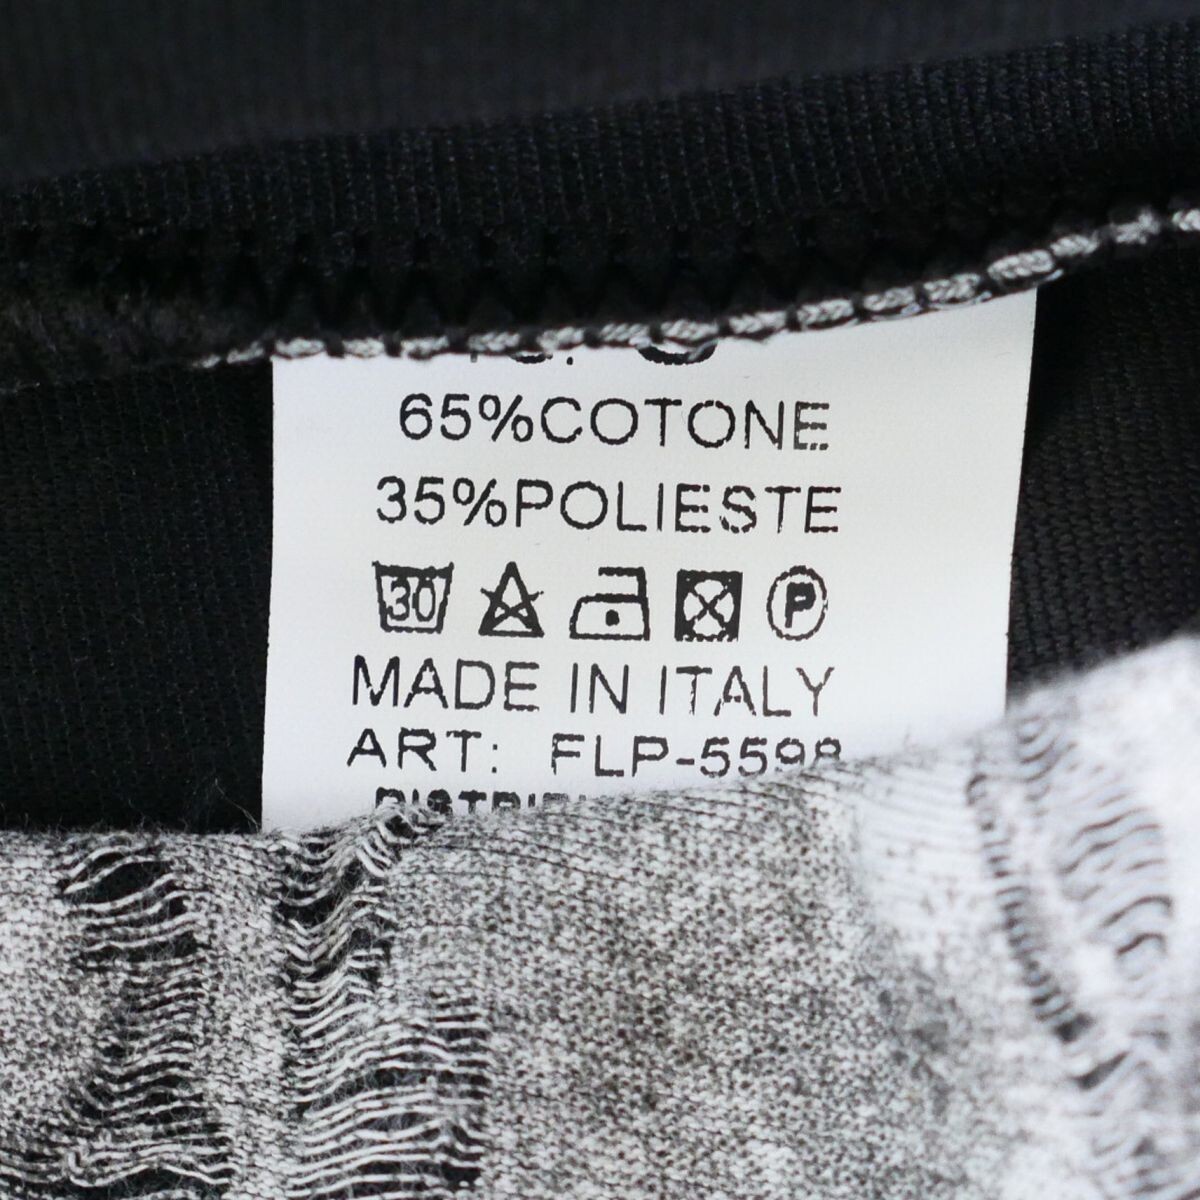 65%COTONE
35%POLIESTE
30
P
MADE IN ITALY
ART: FLP-5598